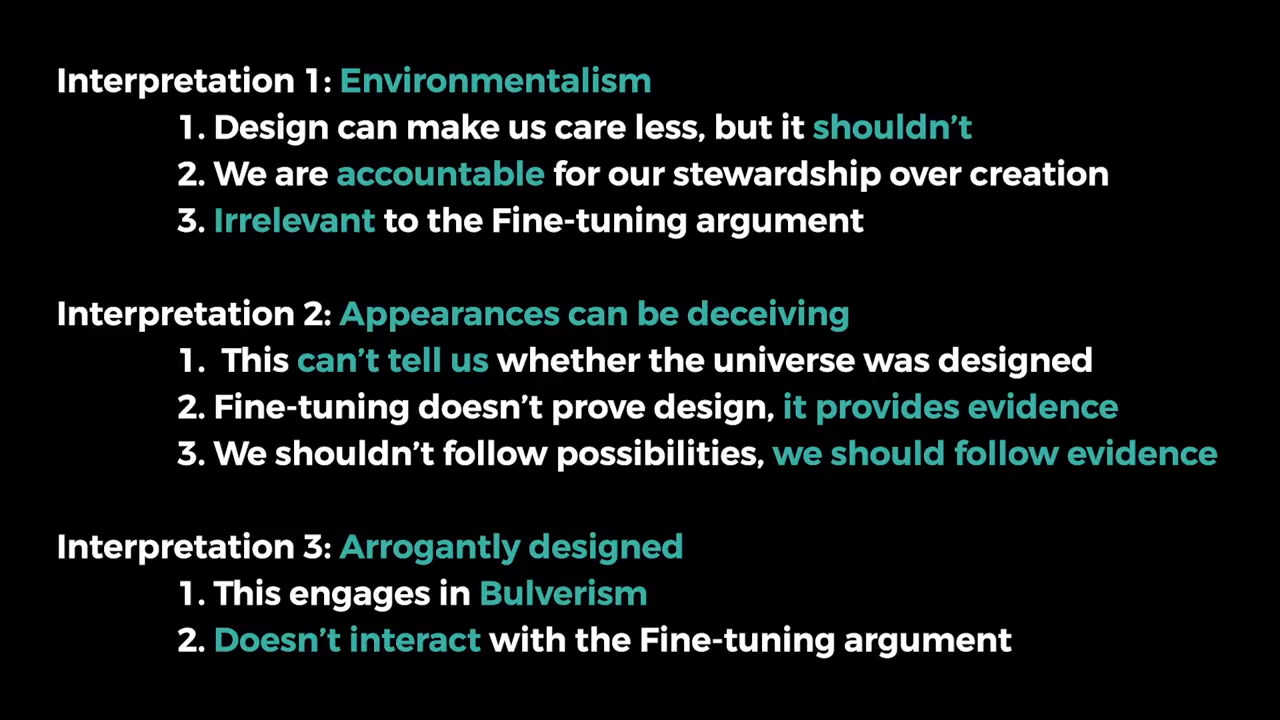 Interpretation 1: Environmentalism
1. Design can make us care less, but it shouldn't
2. We are accountable for our stewardship over creation
3. Irrelevant to the Fine-tuning argument
Interpretation 2: Appearances can be deceiving
1. This can't tell us whether the universe was designed
2. Fine-tuning doesn't prove design, it provides evidence
3. We shouldn't follow possibilities, we should follow evidence
Interpretation 3: Arrogantly designed
1. This engages in Bulverism
2. Doesn't interact with the Fine-tuning argument